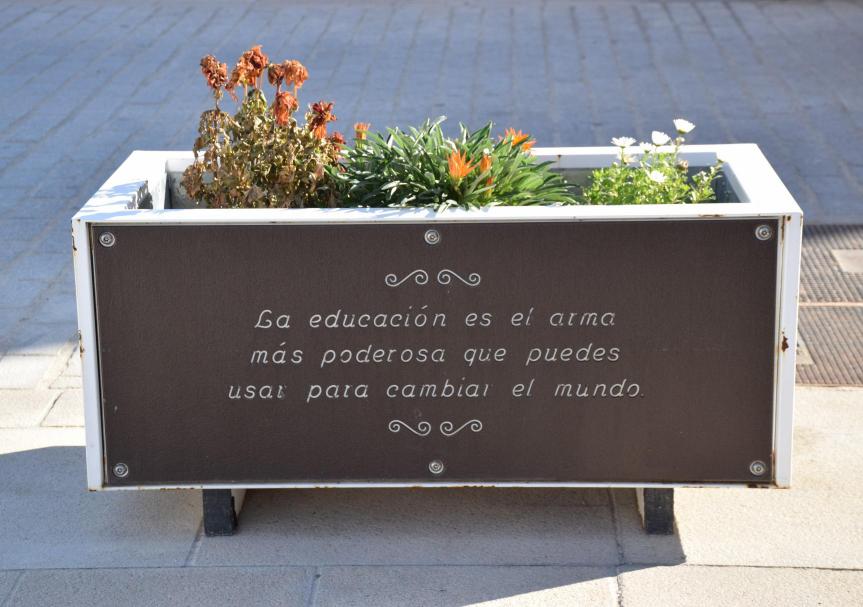 La educación es el arma
más poderosa que puedes
usar para cambiar el mundo.